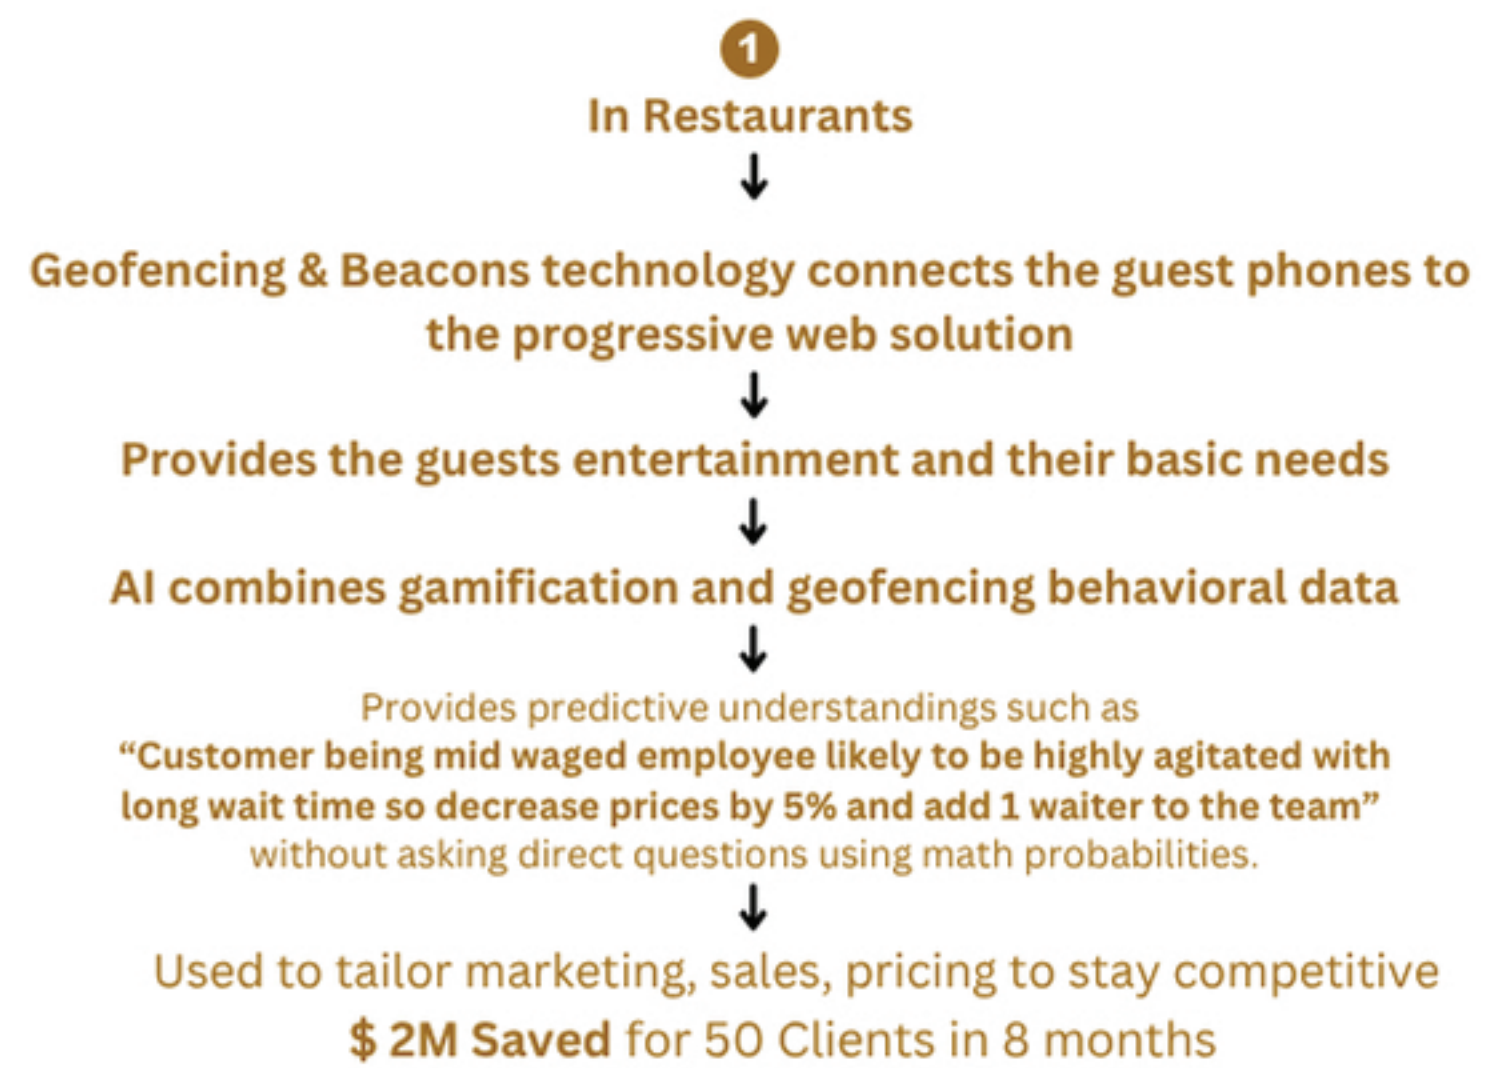 1
In Restaurants
Geofencing & Beacons technology connects the guest phones to
the progressive web solution
Provides the guests entertainment and their basic needs
AI combines gamification and geofencing behavioral data
Provides predictive understandings such as
“Customer being mid waged employee likely to be highly agitated with
long wait time so decrease prices by 5% and add 1 waiter to the team”
without asking direct questions using math probabilities.
Used to tailor marketing, sales, pricing to stay competitive
$ 2M Saved for 50 Clients in 8 months